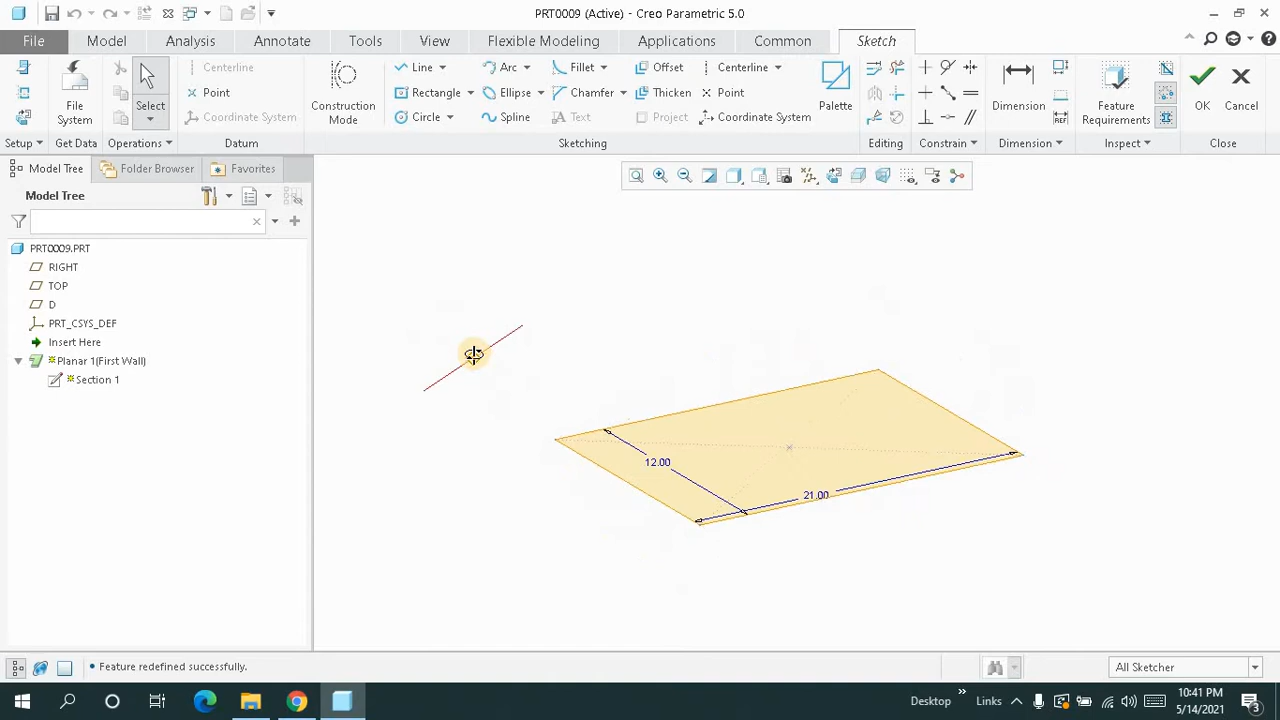 PRT0009 (Active) - Creo Parametric 5.0
File
Model
Analysis
Annotate
Tools
View
Flexible Modeling
Applications
Common
Sketch
File System
Select
Centerline
Point
Coordinate System
Construction Mode
Line
Arc
Fillet
Offset
Centerline
Rectangle
Ellipse
Chamfer
Thicken
Point
Circle
Spline
Text
Project
Coordinate System
Palette
Dimension
REF
Feature Requirements
OK
Cancel
Setup
Get Data
Operations
Datum
Sketching
Editing
Constrain
Dimension
Inspect
Close
Model Tree
Folder Browser
Favorites
Model Tree
PRT0009.PRT
RIGHT
TOP
D
PRT_CSYS_DEF
Insert Here
Planar 1(First Wall)
Section 1
12.00
21.00
Feature redefined successfully.
All Sketcher
Desktop
Links
10:41 PM
5/14/2021
3